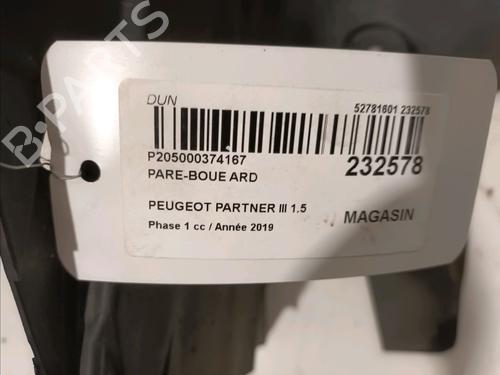 DUN
52781601 232578
P205000374167
232578
PARE-BOUE ARD
PEUGEOT PARTNER III 1.5
MAGASIN
Phase 1 cc / Année 2019
B-PARTS